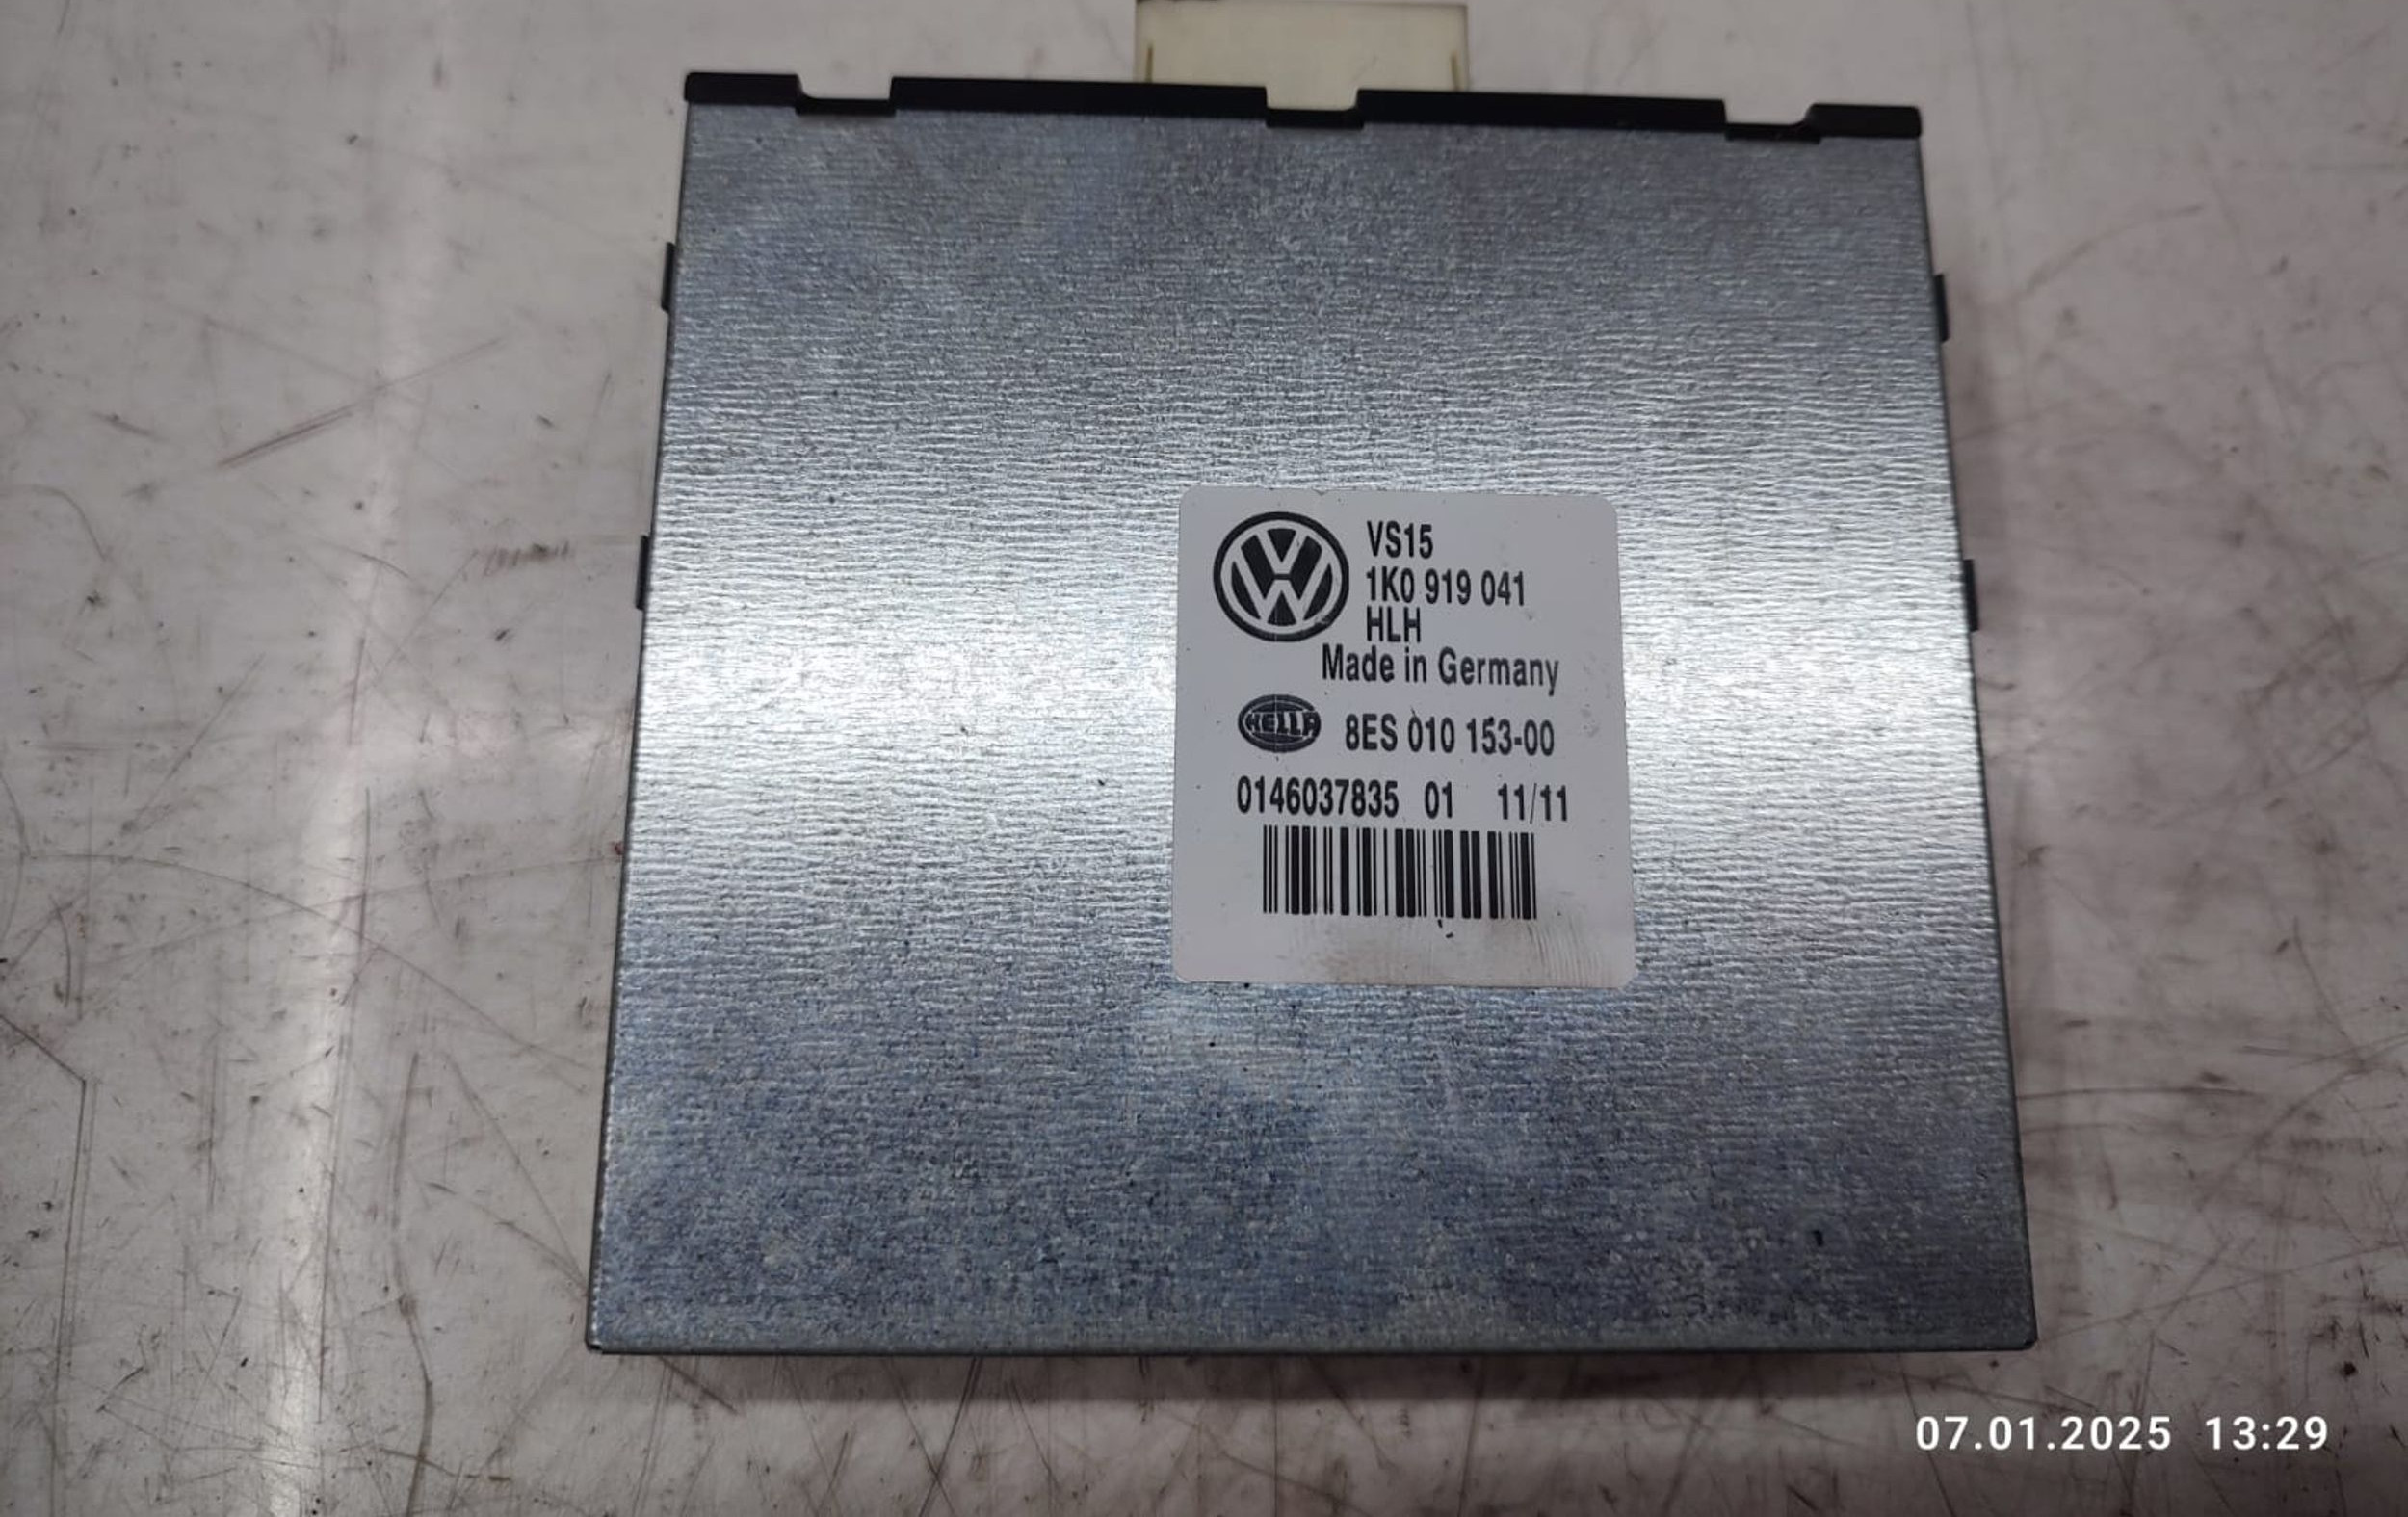 VS15
1K0 919 041
HLH
Made in Germany
HELLA 8ES 010 153-00
0146037835 01 11/11
07.01.2025 13:29